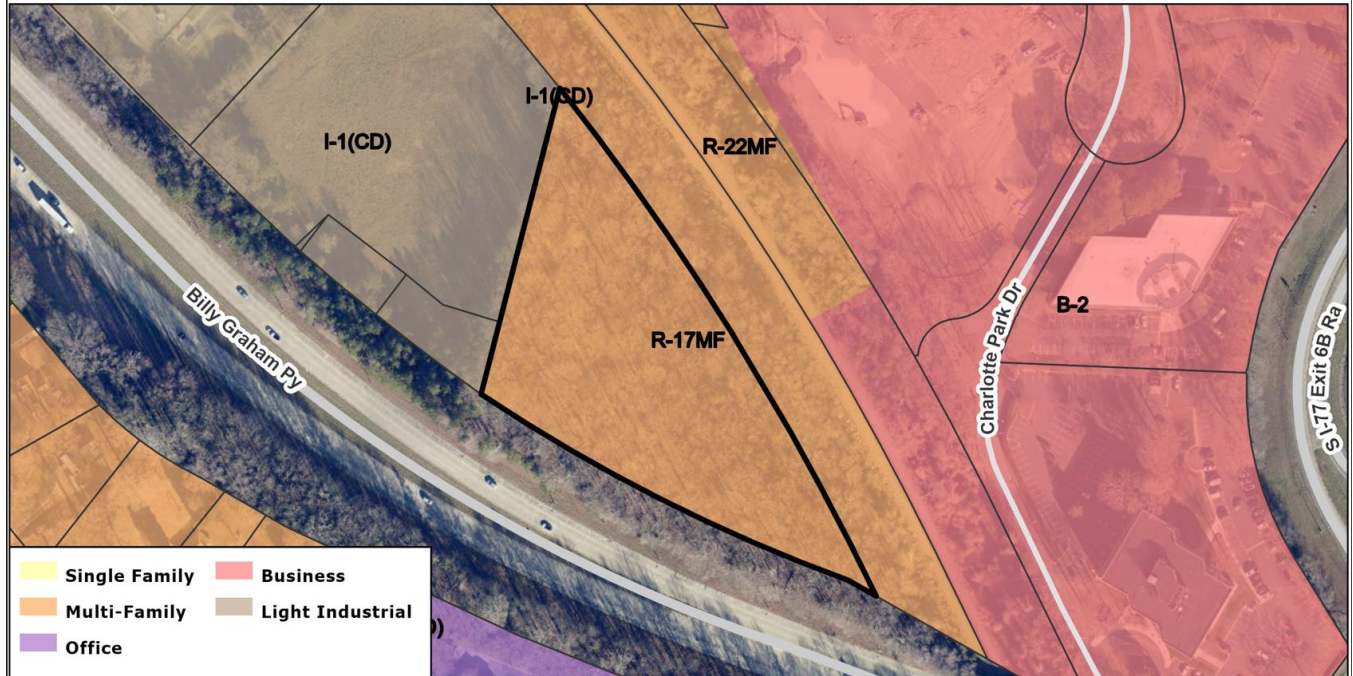 I-1(CD)
I-1(CD)
R-22MF
Billy Graham Py
R-17MF
B-2
Charlotte Park Dr
S I-77 Exit 6B Ra
Single Family
Business
Multi-Family
Light Industrial
Office